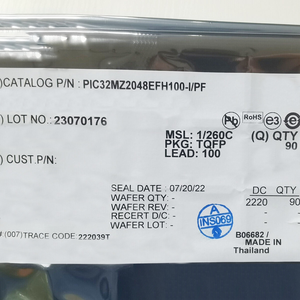 )CATALOG P/N : PIC32MZ2048EFH100-I/PF
) LOT NO : 23070176
Pb RoHS e3
MSL: 1/260C (Q) QTY
PKG: TQFP 90
LEAD: 100
) CUST.P/N:
SEAL DATE : 07/20/22 DC QTY
WAFER QTY: - 2220 90
WAFER REV: -
RECERT D/C: -
WAFER LOT: -
A
INS069
# (007)TRACE CODE 222039T
B06682 /
MADE IN
Thailand